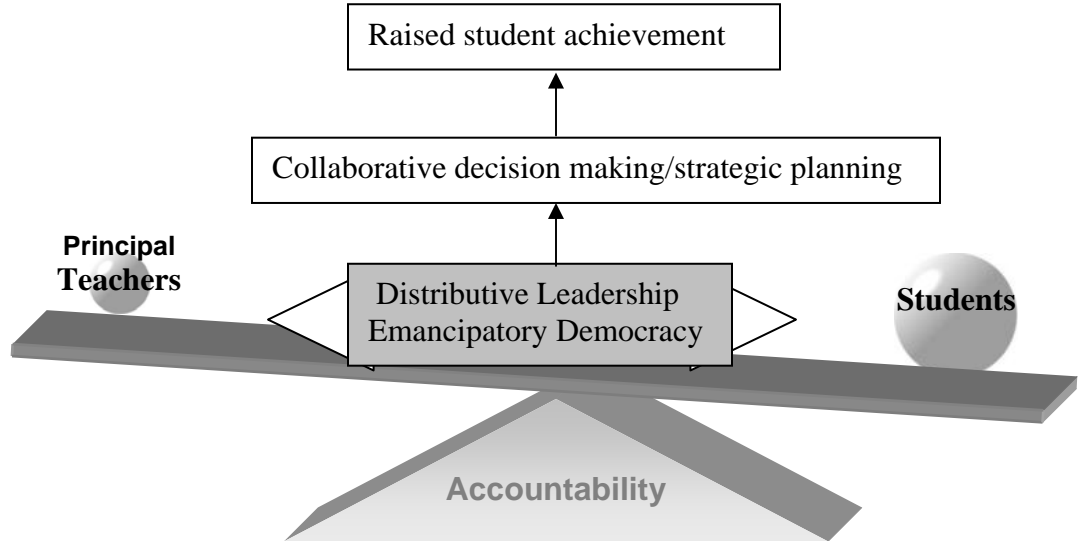 Raised student achievement
Collaborative decision making/strategic planning
Principal
Teachers
Distributive Leadership
Emancipatory Democracy
Students
Accountability